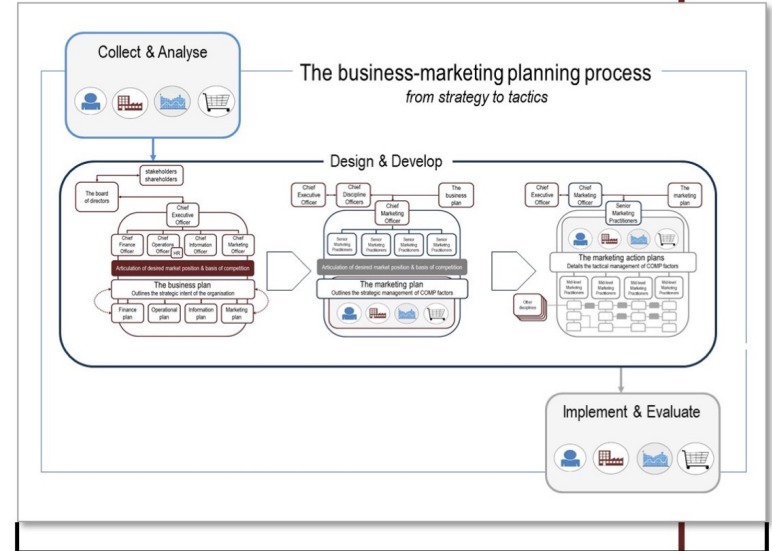 Collect & Analyse
The business-marketing planning process
from strategy to tactics
Design & Develop
stakeholders
shareholders
The board
of directors
Chief
Executive
Officer
Chief
Finance
Officer
Chief
Operations
Officer
HR
Chief
Information
Officer
Chief
Marketing
Officer
Articulation of desired market position & basis of competition
The business plan
Outlines the strategic intent of the organisation
Finance
plan
Operational
plan
Information
plan
Marketing
plan
Chief
Executive
Officer
Chief
Discipline
Officers
The
business
plan
Chief
Marketing
Officer
Senior
Marketing
Practitioners
Senior
Marketing
Practitioners
Senior
Marketing
Practitioners
Senior
Marketing
Practitioners
Articulation of desired market position & basis of competition
The marketing plan
Outlines the strategic management of COMP factors
Chief
Executive
Officer
Chief
Marketing
Officer
The
marketing
plan
Senior
Marketing
Practitioners
The marketing action plans
Details the tactical management of COMP factors
Mid-level
Marketing
Practitioners
Mid-level
Marketing
Practitioners
Mid-level
Marketing
Practitioners
Mid-level
Marketing
Practitioners
Other
disciplines
Implement & Evaluate